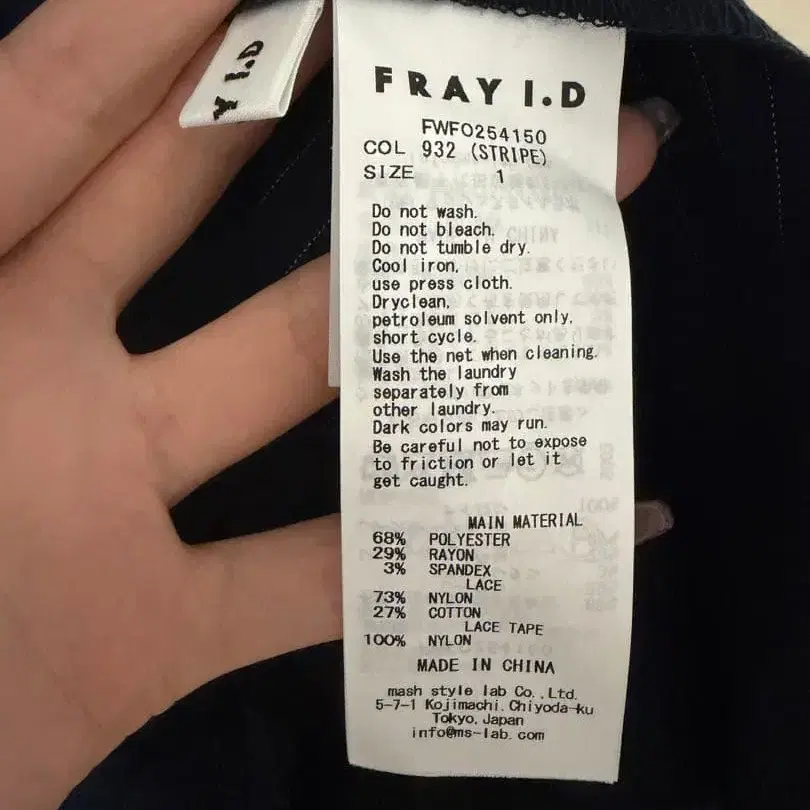 Y I.D
FRAY I.D
FWFO254150
COL 932 (STRIPE)
SIZE 1
Do not wash.
Do not bleach.
Do not tumble dry.
Cool iron,
use press cloth.
Dryclean,
petroleum solvent only.
short cycle.
Use the net when cleaning.
Wash the laundry
separately from
other laundry.
Dark colors may run.
Be careful not to expose
to friction or let it
get caught.
MAIN MATERIAL
68% POLYESTER
29% RAYON
3% SPANDEX
LACE
73% NYLON
27% COTTON
LACE TAPE
100% NYLON
MADE IN CHINA
mash style lab Co.,Ltd.
5-7-1 Kojimachi.Chiyoda-ku
Tokyo,Japan
info@ms-lab.com